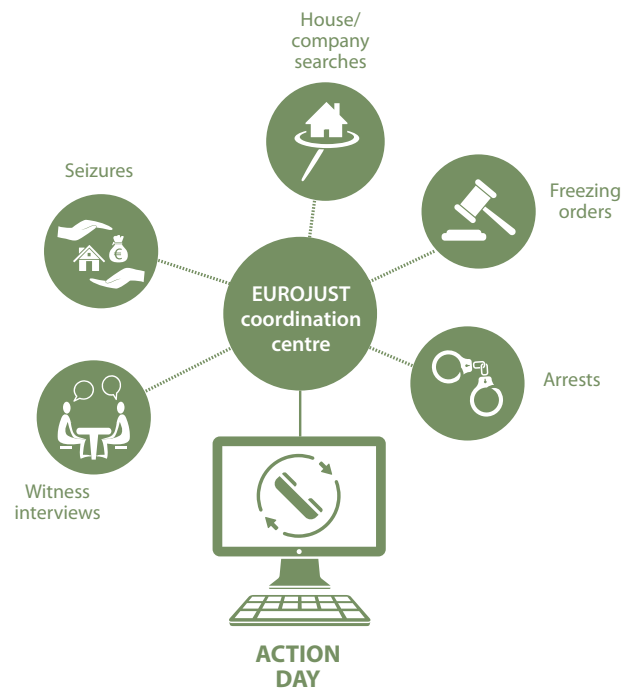 House/
company
searches
Seizures
Freezing
orders
EUROJUST
coordination
centre
€
Arrests
Witness
interviews
ACTION
DAY